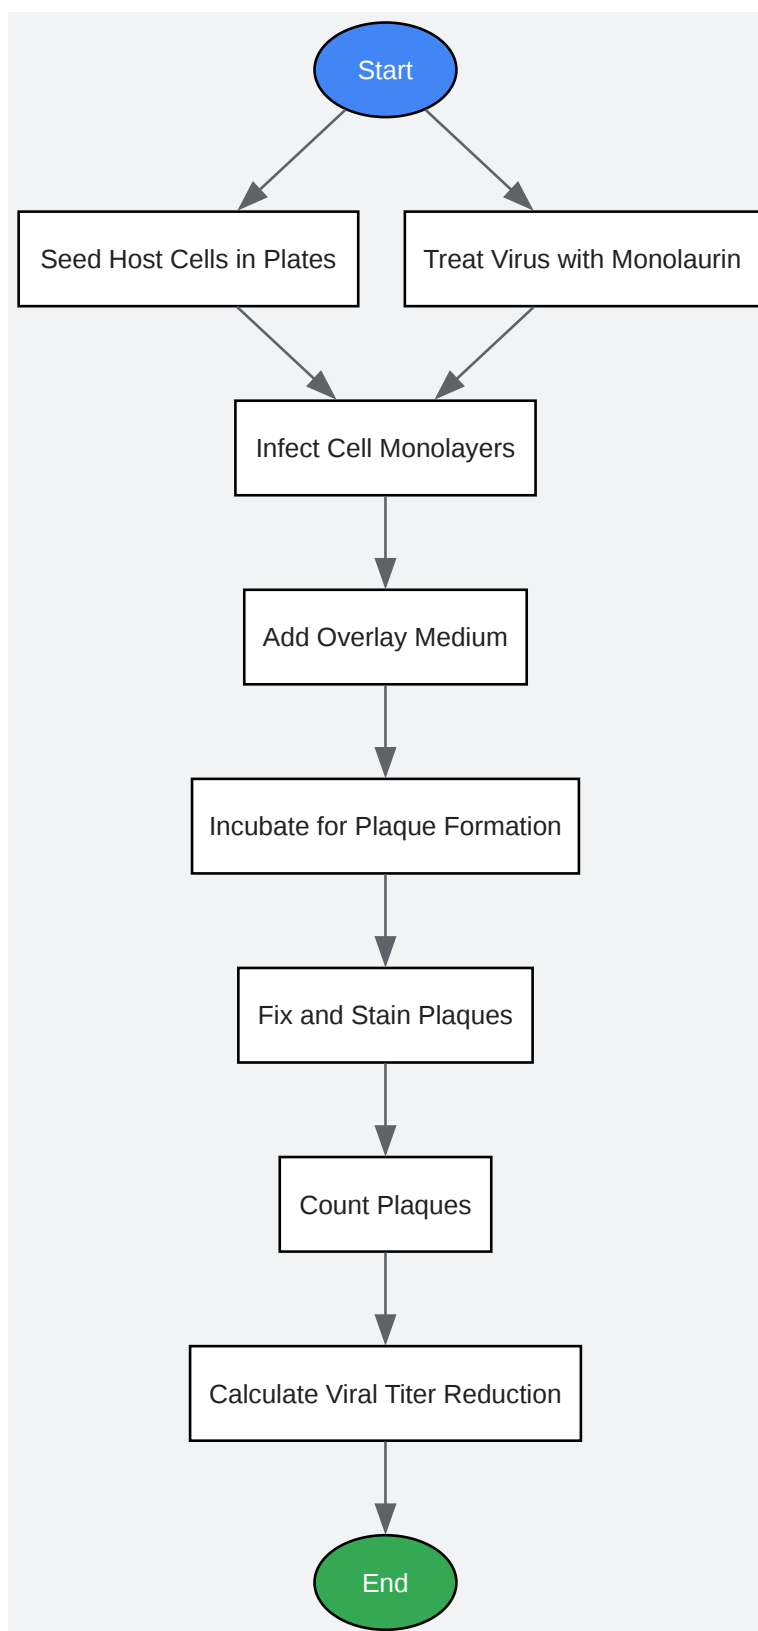 Start
Seed Host Cells in Plates
Treat Virus with Monolaurin
Infect Cell Monolayers
Add Overlay Medium
Incubate for Plaque Formation
Fix and Stain Plaques
Count Plaques
Calculate Viral Titer Reduction
End